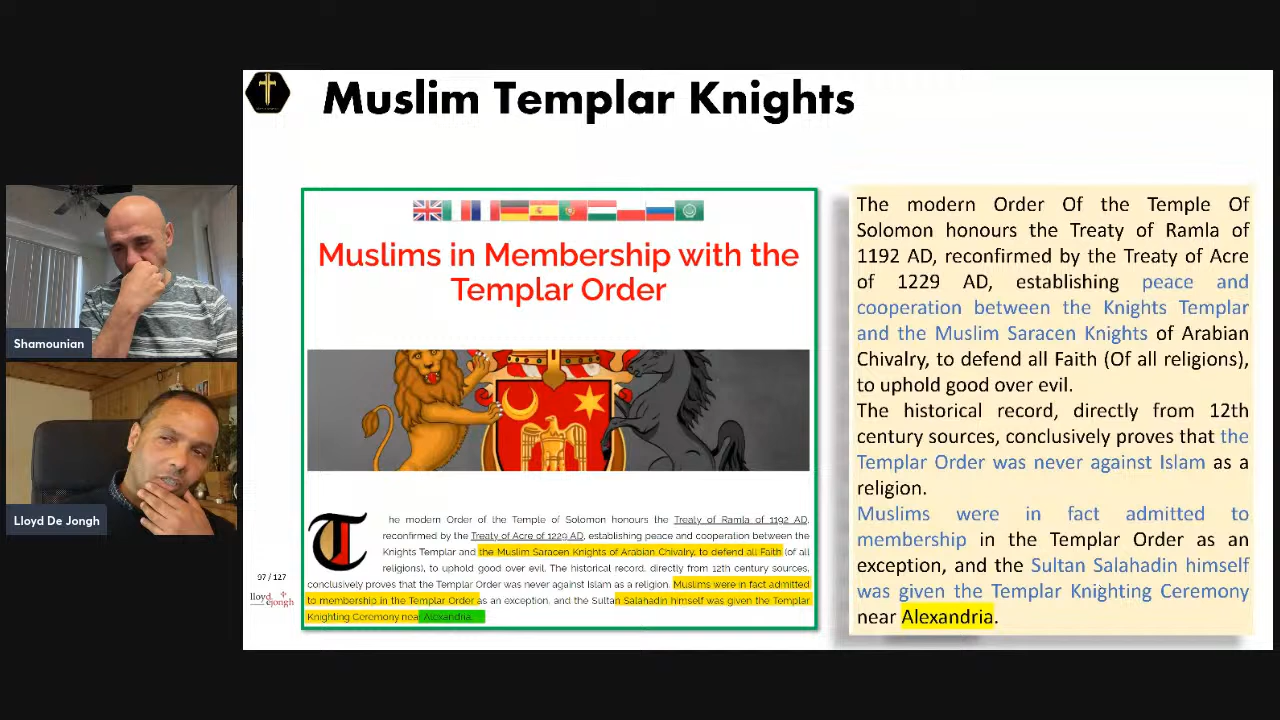 Muslim Templar Knights
Muslims in Membership with the
Templar Order
The modern Order of the Temple of Solomon honours the Treaty of Ramla of 1192 AD,
reconfirmed by the Treaty of Acre of 1229 AD, establishing peace and cooperation between the
Knights Templar and the Muslim Saracen Knights of Arabian Chivalry, to defend all Faith (of all
religions), to uphold good over evil. The historical record, directly from 12th century sources,
conclusively proves that the Templar Order was never against Islam as a religion. Muslims were in fact admitted
to membership in the Templar Order as an exception, and the Sultan Salahadin himself was given the Templar
Knighting Ceremony near Alexandria.
The modern Order Of the Temple Of
Solomon honours the Treaty of Ramla of
1192 AD, reconfirmed by the Treaty of Acre
of 1229 AD, establishing peace and
cooperation between the Knights Templar
and the Muslim Saracen Knights of Arabian
Chivalry, to defend all Faith (Of all religions),
to uphold good over evil.
The historical record, directly from 12th
century sources, conclusively proves that the
Templar Order was never against Islam as a
religion.
Muslims were in fact admitted to
membership in the Templar Order as an
exception, and the Sultan Salahadin himself
was given the Templar Knighting Ceremony
near Alexandria.
Shamounian
Lloyd De Jongh
97 / 127
lloyd
dejongh